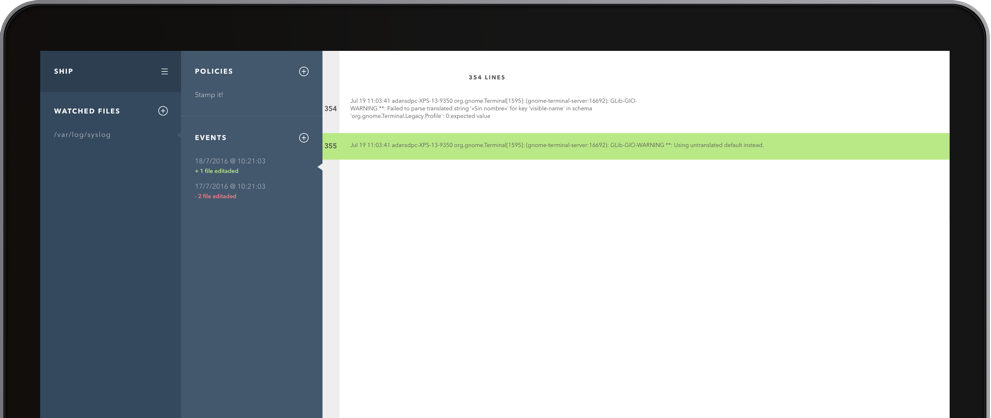 SHIP
WATCHED FILES
/var/log/syslog
POLICIES
Stamp it!
EVENTS
18/7/2016 @ 10:21:03
+ 1 file editaded
17/7/2016 @ 10:21:03
- 2 file editaded
354 LINES
354
Jul 19 11:03:41 adansdpc-XPS-13-9350 org.gnome.Terminal[1595]: (gnome-terminal-server:16692): GLib-GIO-
WARNING **: Failed to parse translated string '«Sin nombre»' for key 'visible-name' in schema
'org.gnome.Terminal.Legacy.Profile': 0:expected value
355
Jul 19 11:03:41 adansdpc-XPS-13-9350 org.gnome.Terminal[1595]: (gnome-terminal-server:16692): GLib-GIO-WARNING **: Using untranslated default instead.